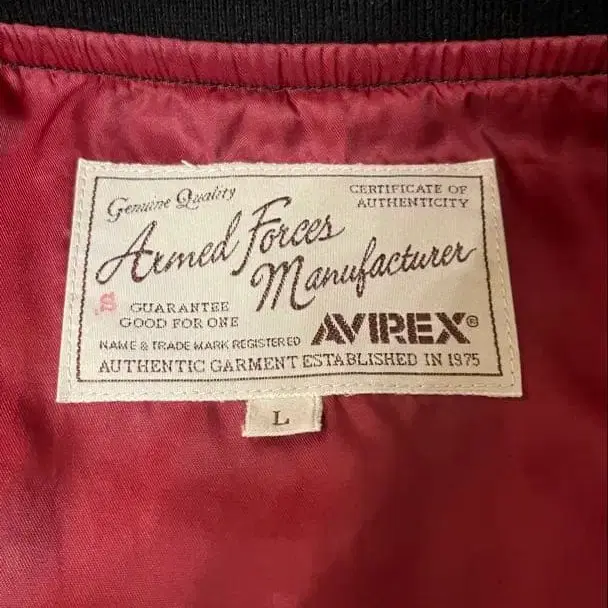 Genuine Quality
CERTIFICATE OF
AUTHENTICITY
Armed Forces
Manufacturer
S
GUARANTEE
GOOD FOR ONE
AVIREX®
NAME & TRADE MARK REGISTERED
AUTHENTIC GARMENT ESTABLISHED IN 1975
L